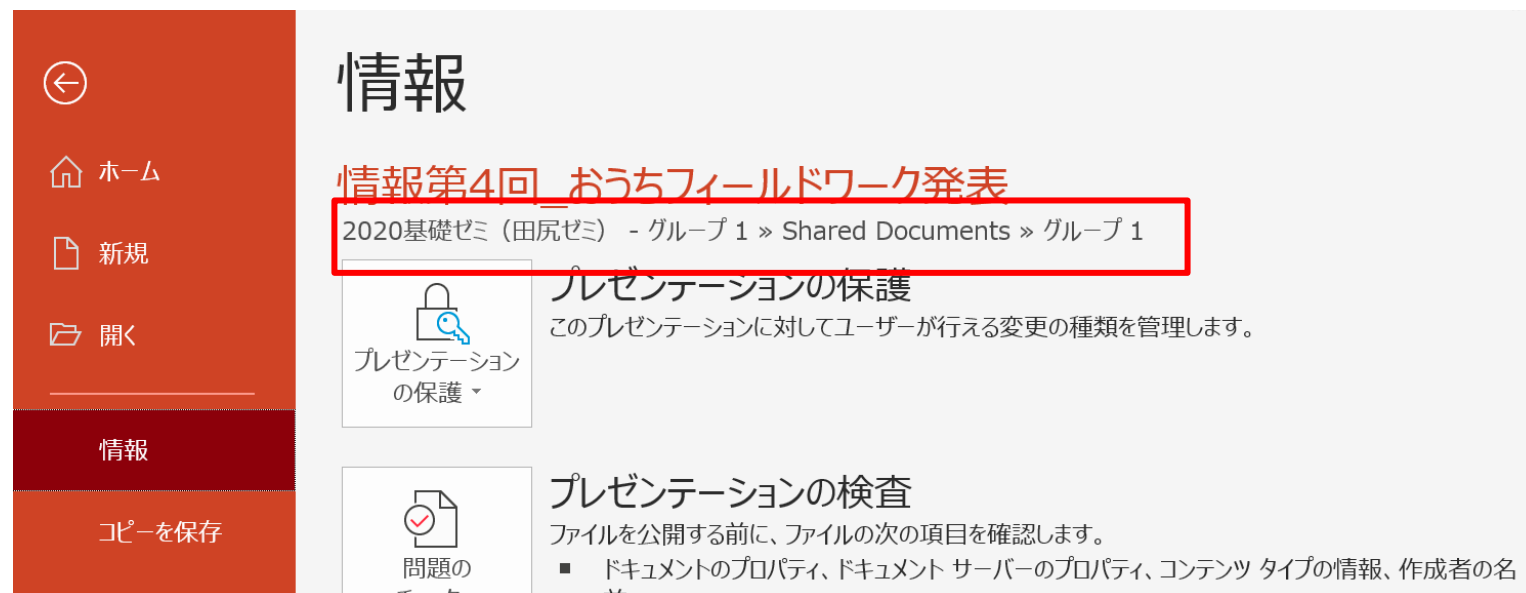 情報
ホーム
新規
開く
情報
コピーを保存
情報第4回_おうちフィールドワーク発表
2020基礎ゼミ（田尻ゼミ） - グループ 1 » Shared Documents » グループ 1
プレゼンテーション
の保護
プレゼンテーションの保護
このプレゼンテーションに対してユーザーが行える変更の種類を管理します。
問題の
プレゼンテーションの検査
ファイルを公開する前に、ファイルの次の項目を確認します。
■ ドキュメントのプロパティ、ドキュメント サーバーのプロパティ、コンテンツ タイプの情報、作成者の名